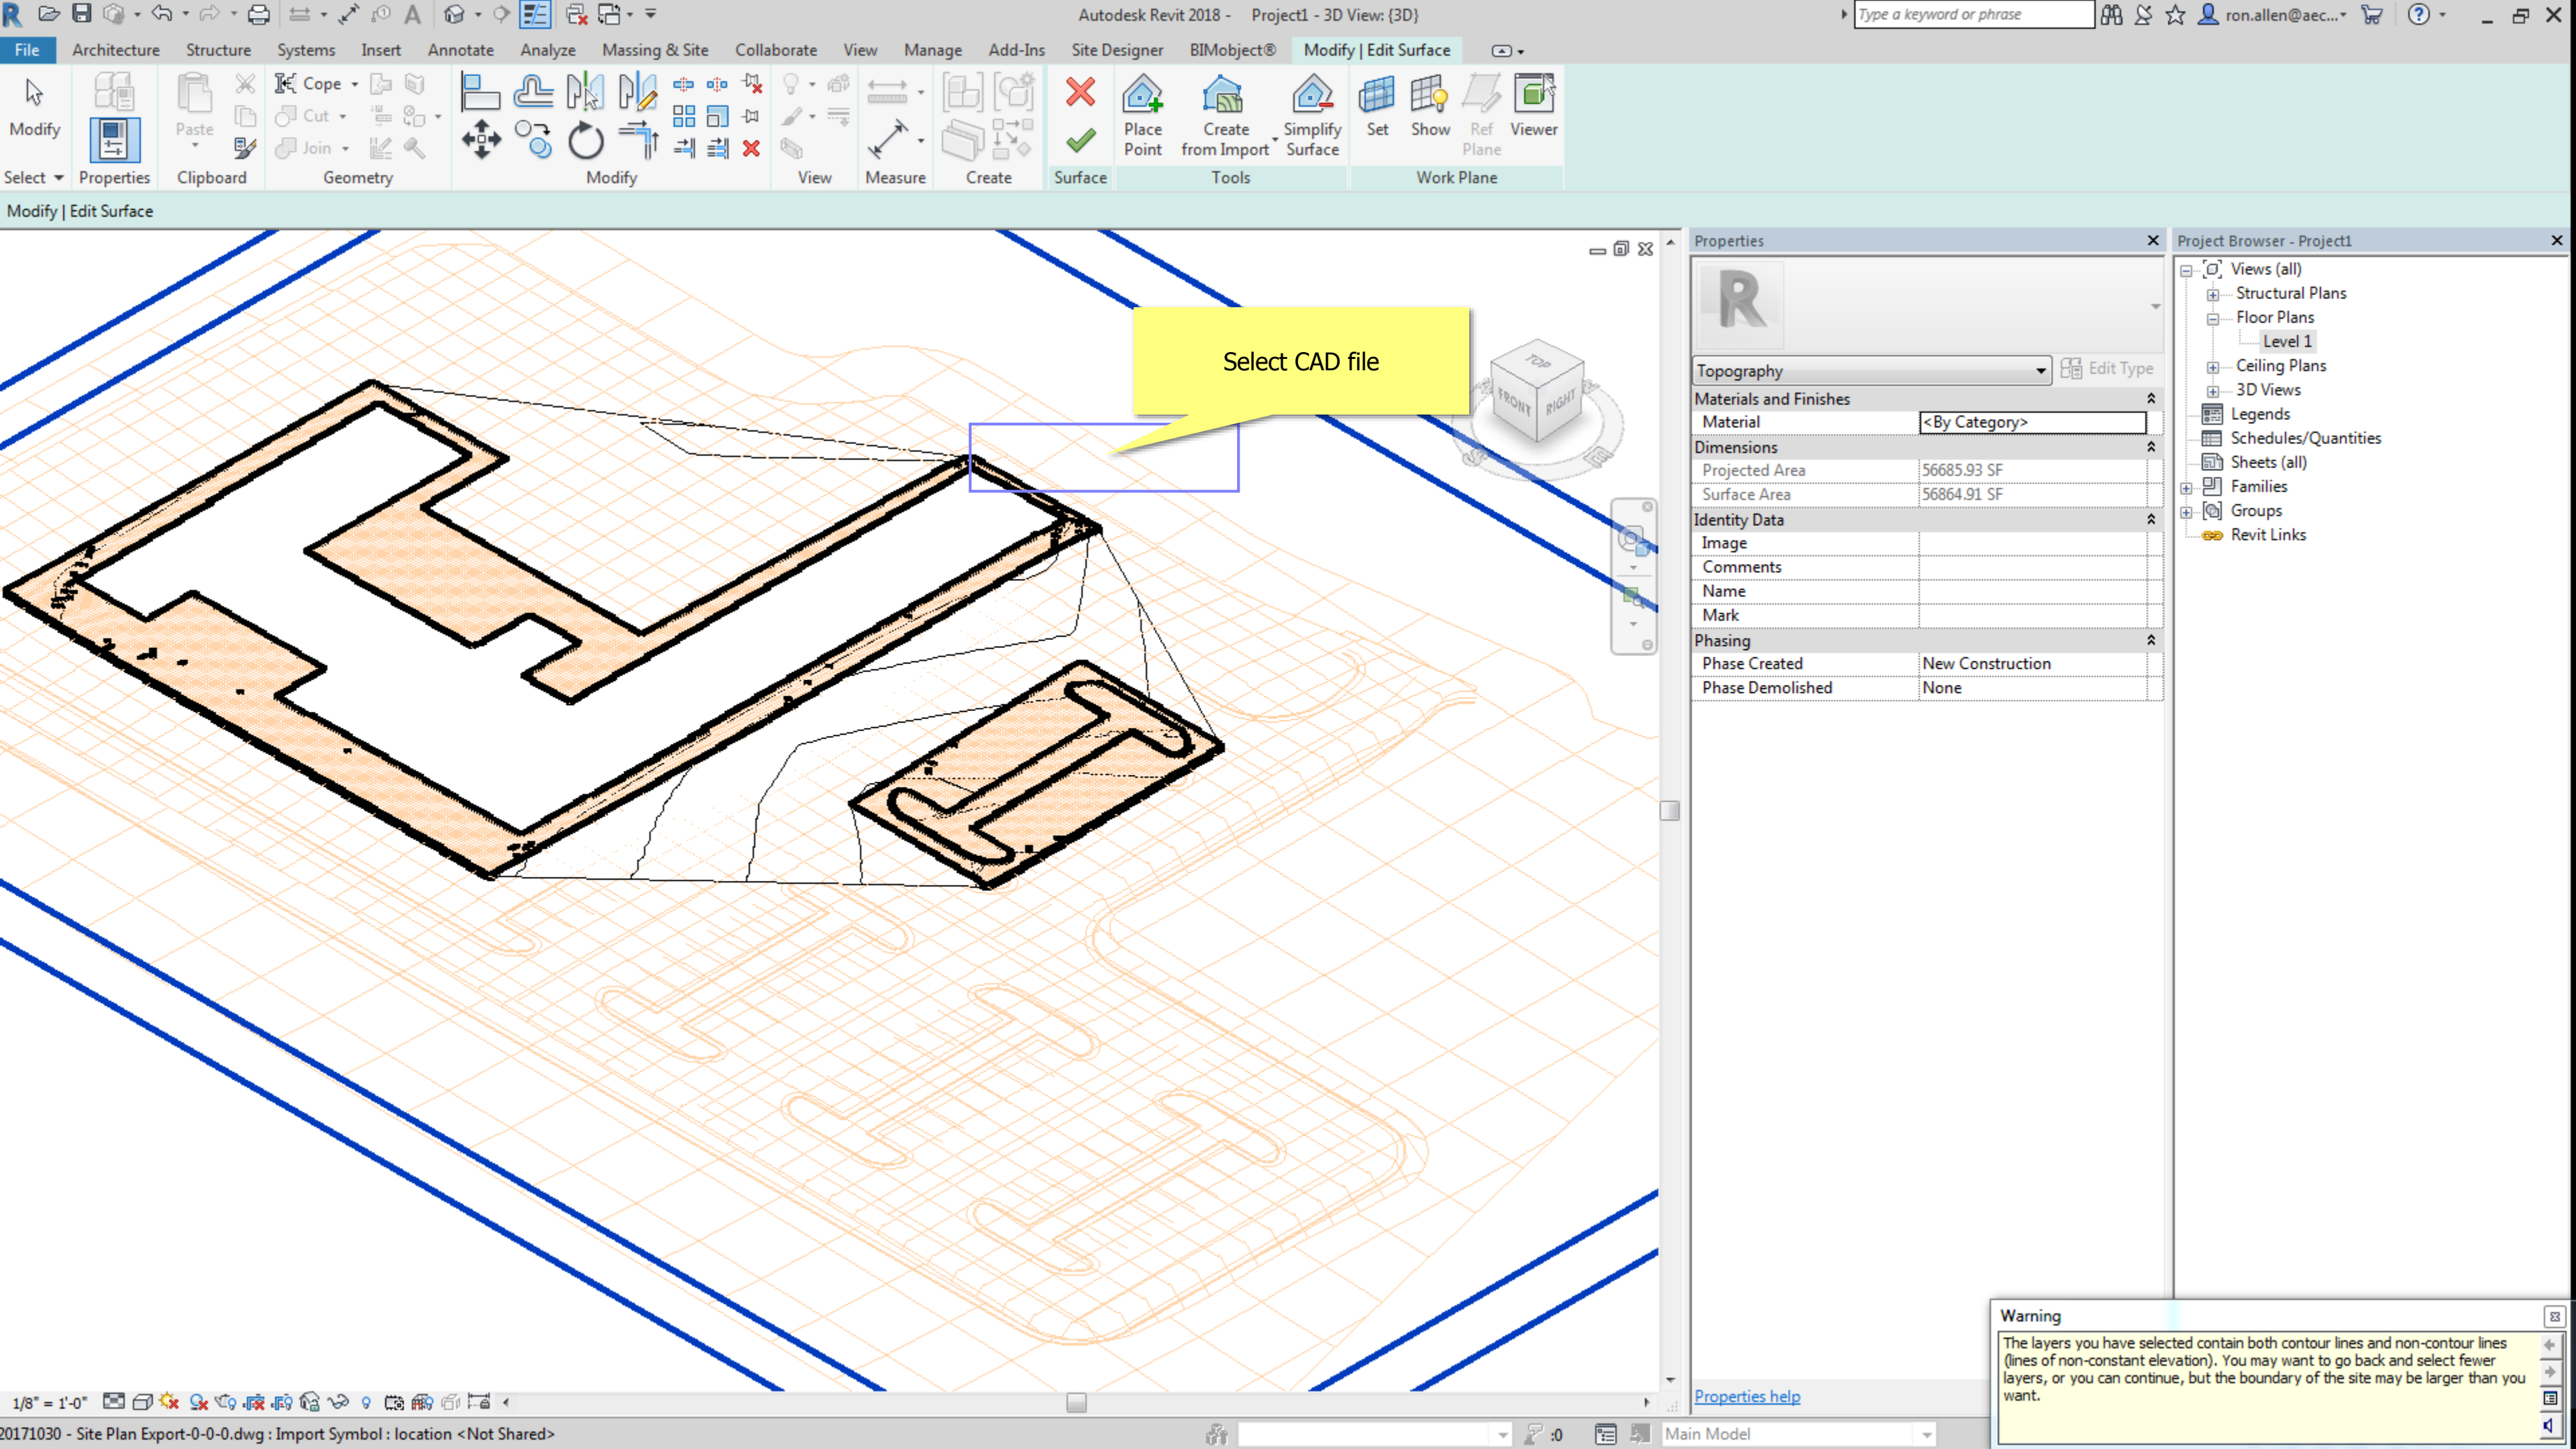 Autodesk Revit 2018 - Project1 - 3D View: {3D}
Type a keyword or phrase
ron.allen@aec...
File Architecture Structure Systems Insert Annotate Analyze Massing & Site Collaborate View Manage Add-Ins Site Designer BIMobject® Modify | Edit Surface
Cope
Cut
Join
Modify
Paste
Place Point
Create from Import
Simplify Surface
Set
Show
Ref Plane
Viewer
Select Properties Clipboard Geometry Modify View Measure Create Surface Tools Work Plane
Modify | Edit Surface
Select CAD file
TOP
FRONT
RIGHT
Properties
Topography
Edit Type
Materials and Finishes
Material <By Category>
Dimensions
Projected Area 56685.93 SF
Surface Area 56864.91 SF
Identity Data
Image
Comments
Name
Mark
Phasing
Phase Created New Construction
Phase Demolished None
Properties help
Project Browser - Project1
Views (all)
Structural Plans
Floor Plans
Level 1
Ceiling Plans
3D Views
Legends
Schedules/Quantities
Sheets (all)
Families
Groups
Revit Links
Warning
The layers you have selected contain both contour lines and non-contour lines
(lines of non-constant elevation). You may want to go back and select fewer
layers, or you can continue, but the boundary of the site may be larger than you
want.
1/8" = 1'-0"
20171030 - Site Plan Export-0-0-0.dwg : Import Symbol : location <Not Shared>
:0
Main Model